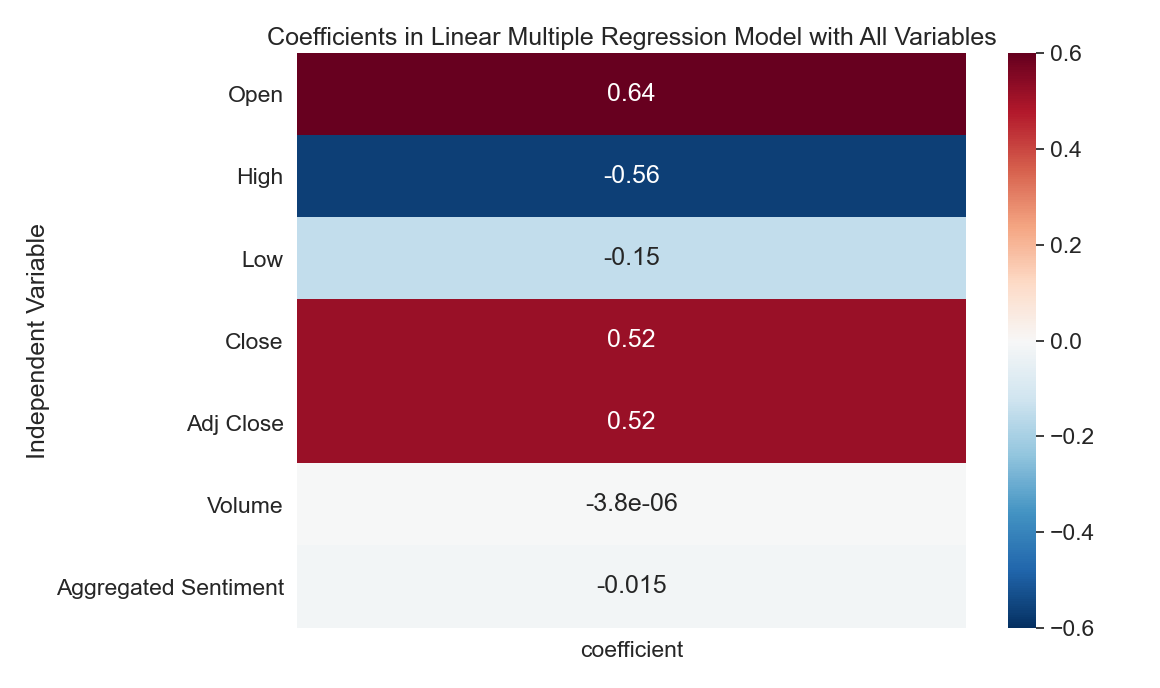 Coefficients in Linear Multiple Regression Model with All Variables
Independent Variable
Open
0.64
High
-0.56
Low
-0.15
Close
0.52
Adj Close
0.52
Volume
-3.8e-06
Aggregated Sentiment
-0.015
coefficient
0.6
0.4
0.2
0.0
−0.2
−0.4
−0.6